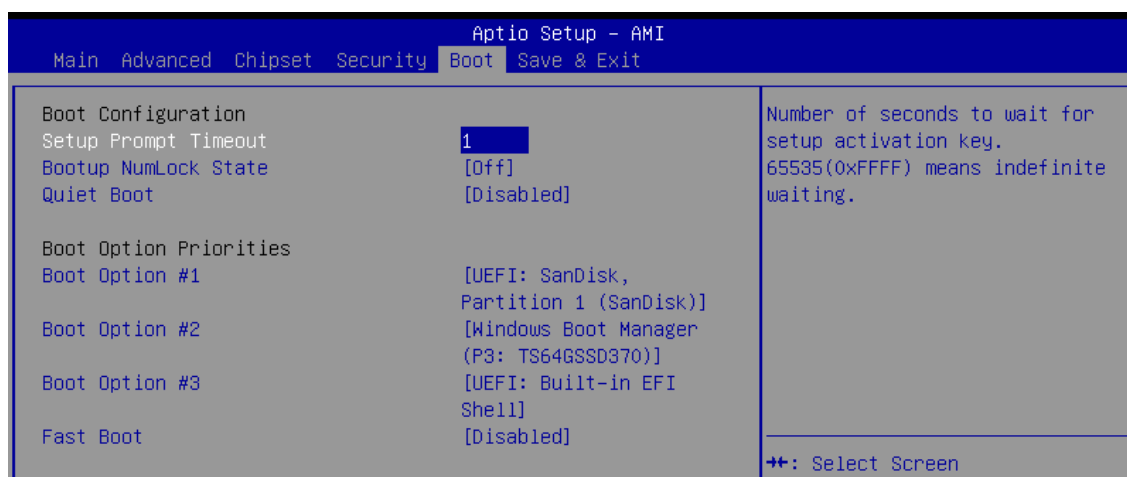 Aptio Setup – AMI
Main Advanced Chipset Security Boot Save & Exit
Boot Configuration
Setup Prompt Timeout 1
Bootup NumLock State [Off]
Quiet Boot [Disabled]
Boot Option Priorities
Boot Option #1 [UEFI: SanDisk,
Partition 1 (SanDisk)]
Boot Option #2 [Windows Boot Manager
(P3: TS64GSSD370)]
Boot Option #3 [UEFI: Built-in EFI
Shell]
Fast Boot [Disabled]
Number of seconds to wait for
setup activation key.
65535(0xFFFF) means indefinite
waiting.
→←: Select Screen